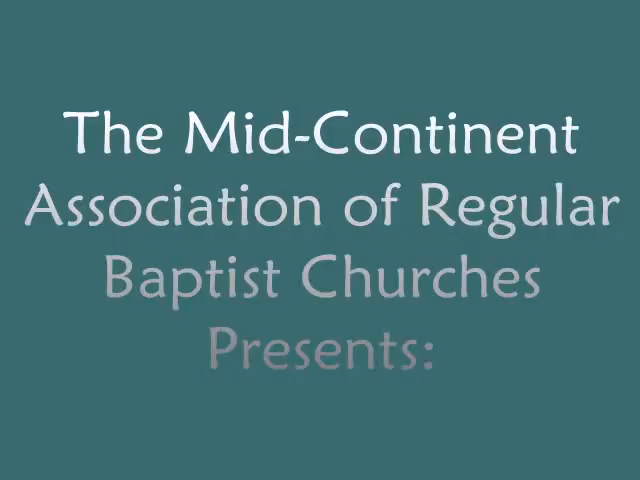 The Mid-Continent
Association of Regular
Baptist Churches
Presents: